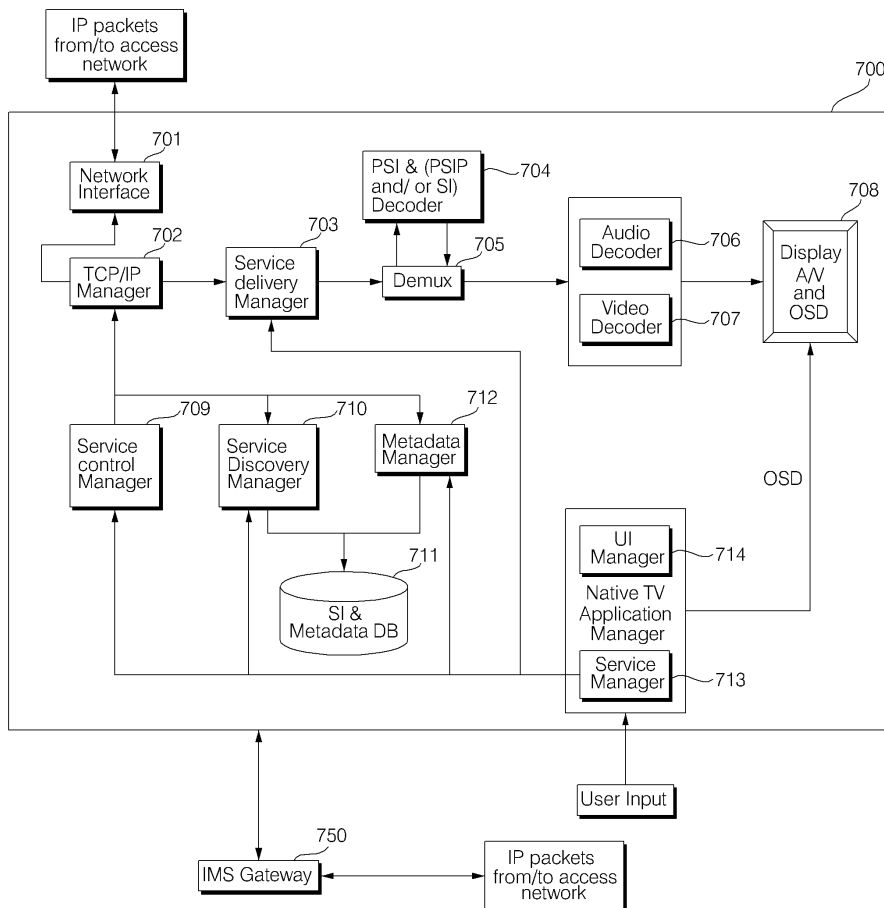 IP packets
from/to access
network
700
701
Network
Interface
702
TCP/IP
Manager
703
Service
delivery
Manager
PSI & (PSIP
and/ or SI)
Decoder
704
705
Demux
Audio
Decoder
706
Video
Decoder
707
708
Display
A/V
and
OSD
709
Service
control
Manager
710
Service
Discovery
Manager
712
Metadata
Manager
OSD
711
SI &
Metadata DB
UI
Manager
714
Native TV
Application
Manager
Service
Manager
713
User Input
750
IMS Gateway
IP packets
from/to access
network